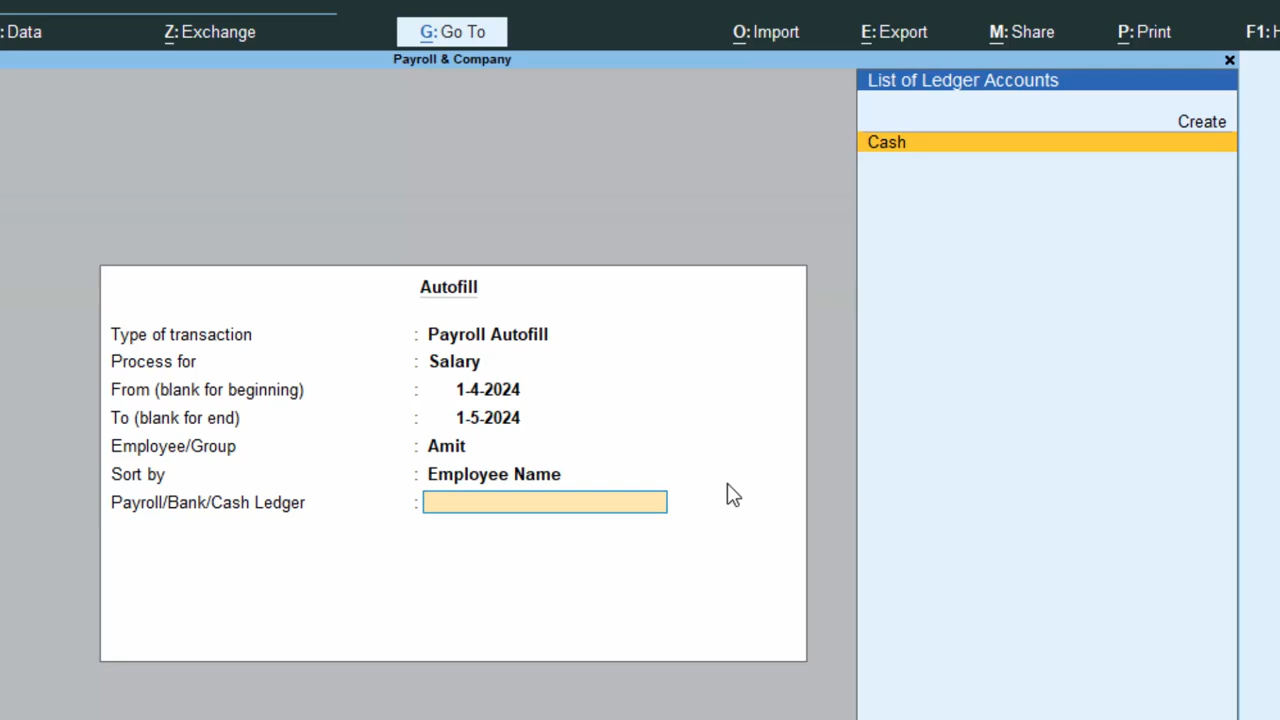 : Data Z: Exchange G: Go To O: Import E: Export M: Share P: Print F1: H
Payroll & Company
List of Ledger Accounts
Create
Cash
Autofill
Type of transaction : Payroll Autofill
Process for : Salary
From (blank for beginning) : 1-4-2024
To (blank for end) : 1-5-2024
Employee/Group : Amit
Sort by : Employee Name
Payroll/Bank/Cash Ledger :